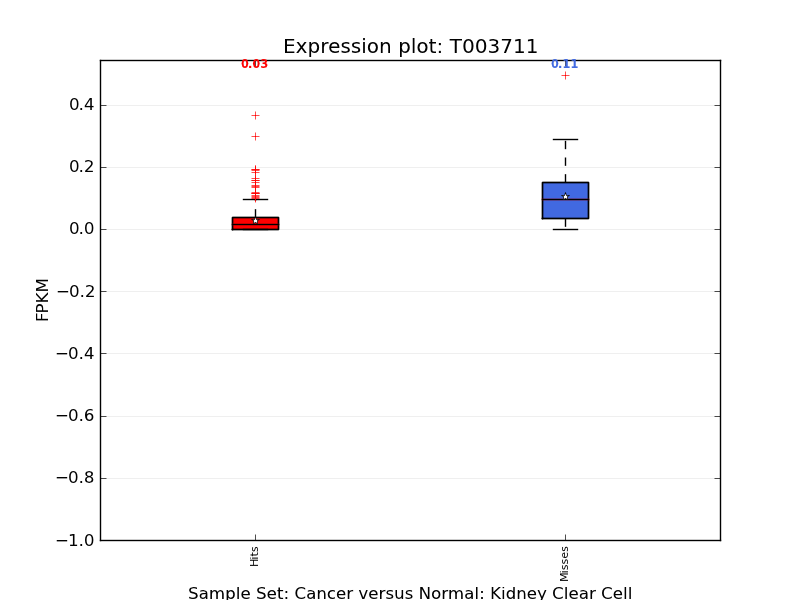 Expression plot: T003711
0.03
0.11
0.4
0.2
0.0
−0.2
−0.4
−0.6
−0.8
−1.0
FPKM
Hits
Misses
Sample Set: Cancer versus Normal: Kidney Clear Cell